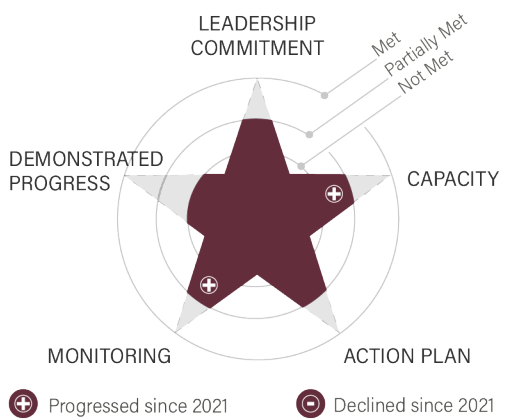 LEADERSHIP
COMMITMENT
Met
Partially Met
Not Met
DEMONSTRATED
PROGRESS
CAPACITY
MONITORING
ACTION PLAN
Progressed since 2021
Declined since 2021